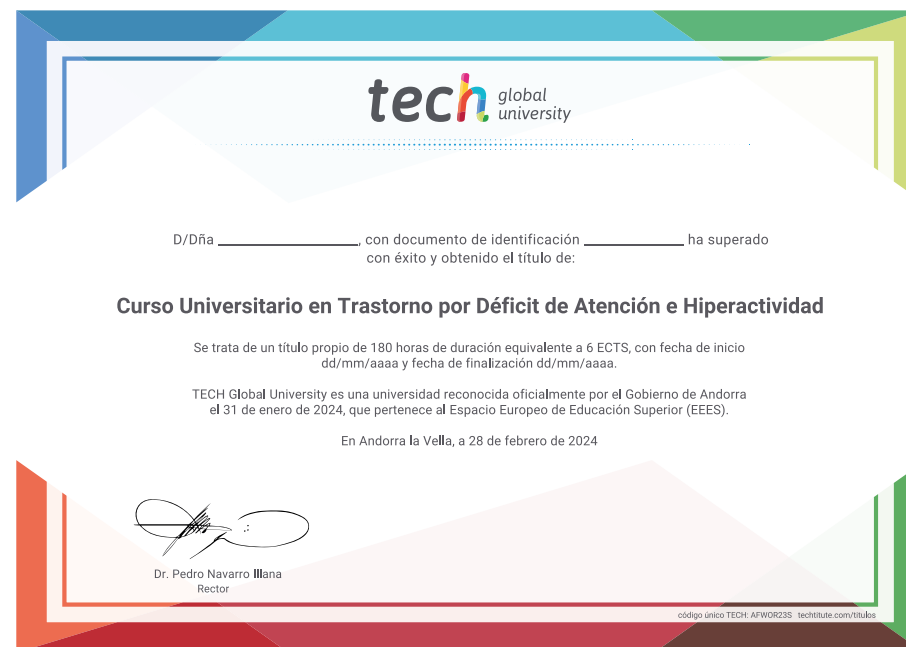 tech global university
D/Dña ________________, con documento de identificación ____________ ha superado
con éxito y obtenido el título de:
Curso Universitario en Trastorno por Déficit de Atención e Hiperactividad
Se trata de un título propio de 180 horas de duración equivalente a 6 ECTS, con fecha de inicio
dd/mm/aaaa y fecha de finalización dd/mm/aaaa.
TECH Global University es una universidad reconocida oficialmente por el Gobierno de Andorra
el 31 de enero de 2024, que pertenece al Espacio Europeo de Educación Superior (EEES).
En Andorra la Vella, a 28 de febrero de 2024
Dr. Pedro Navarro Illana
Rector
código único TECH: AFWOR23S techtitute.com/titulos